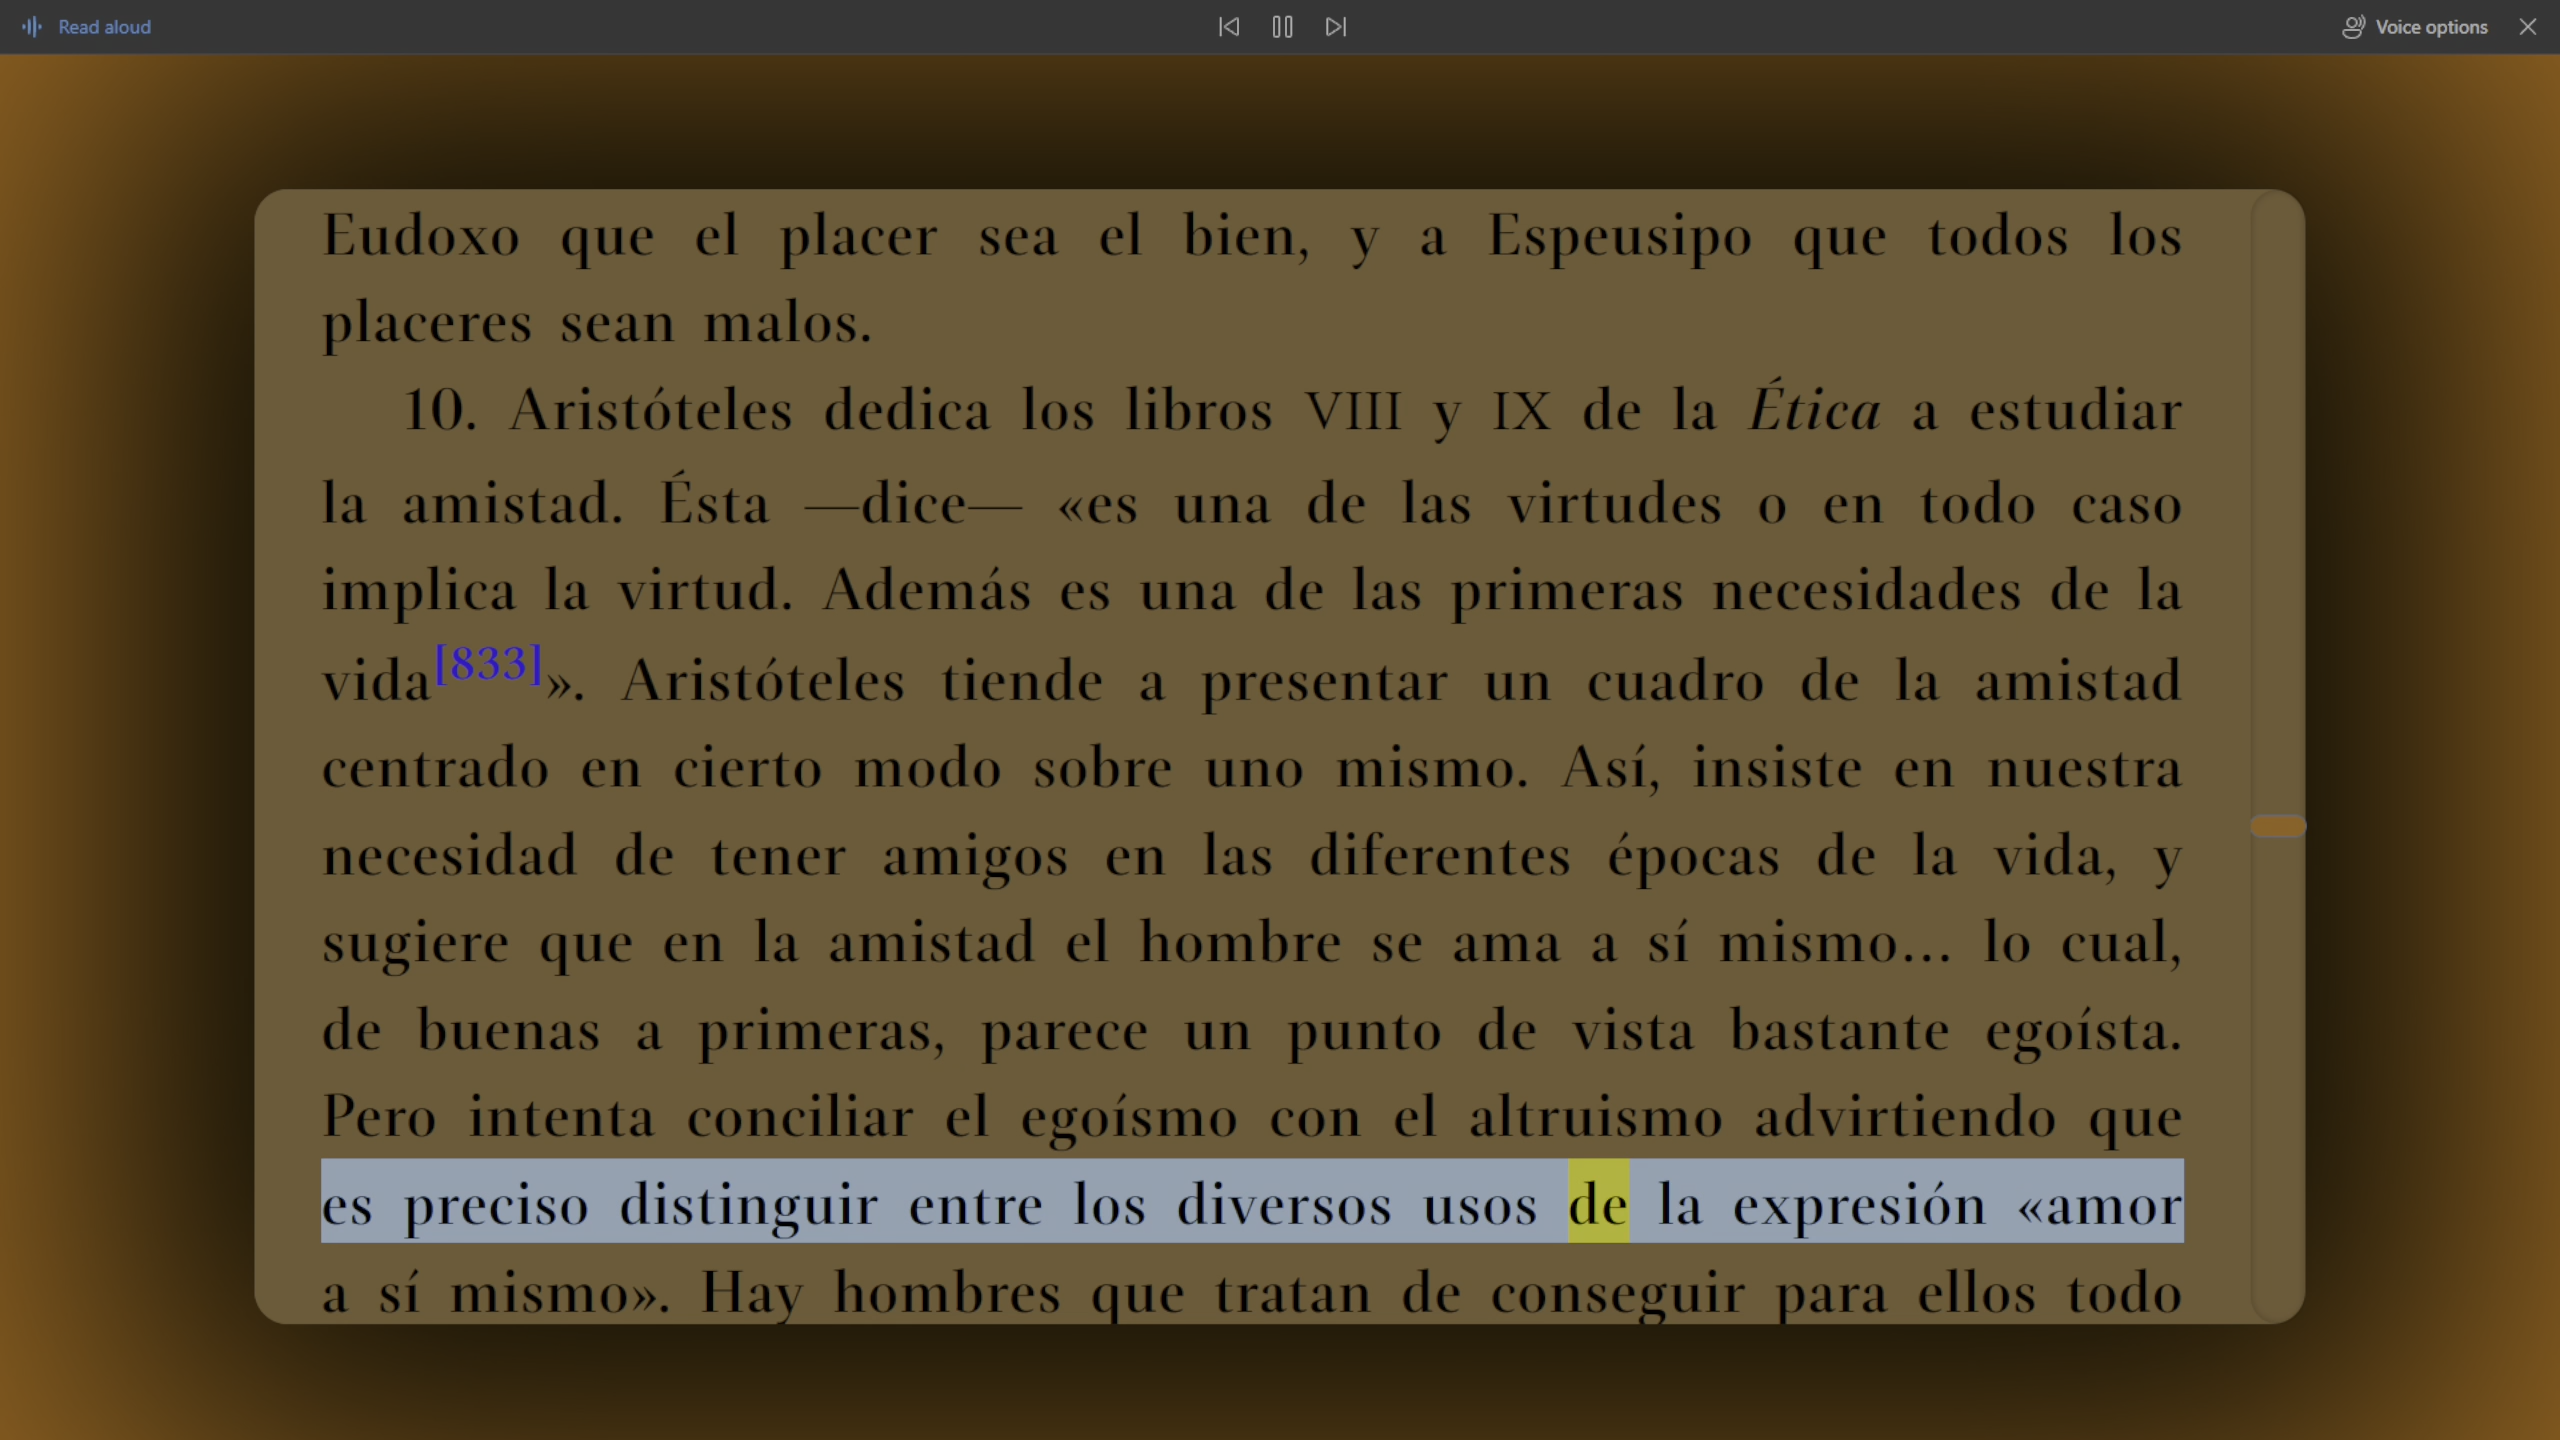 Read aloud
Voice options
Eudoxo que el placer sea el bien, y a Espeusipo que todos los
placeres sean malos.
10. Aristóteles dedica los libros VIII y IX de la Ética a estudiar
la amistad. Ésta —dice— «es una de las virtudes o en todo caso
implica la virtud. Además es una de las primeras necesidades de la
vida[833]». Aristóteles tiende a presentar un cuadro de la amistad
centrado en cierto modo sobre uno mismo. Así, insiste en nuestra
necesidad de tener amigos en las diferentes épocas de la vida, y
sugiere que en la amistad el hombre se ama a sí mismo... lo cual,
de buenas a primeras, parece un punto de vista bastante egoísta.
Pero intenta conciliar el egoísmo con el altruismo advirtiendo que
es preciso distinguir entre los diversos usos de la expresión «amor
a sí mismo». Hay hombres que tratan de conseguir para ellos todo